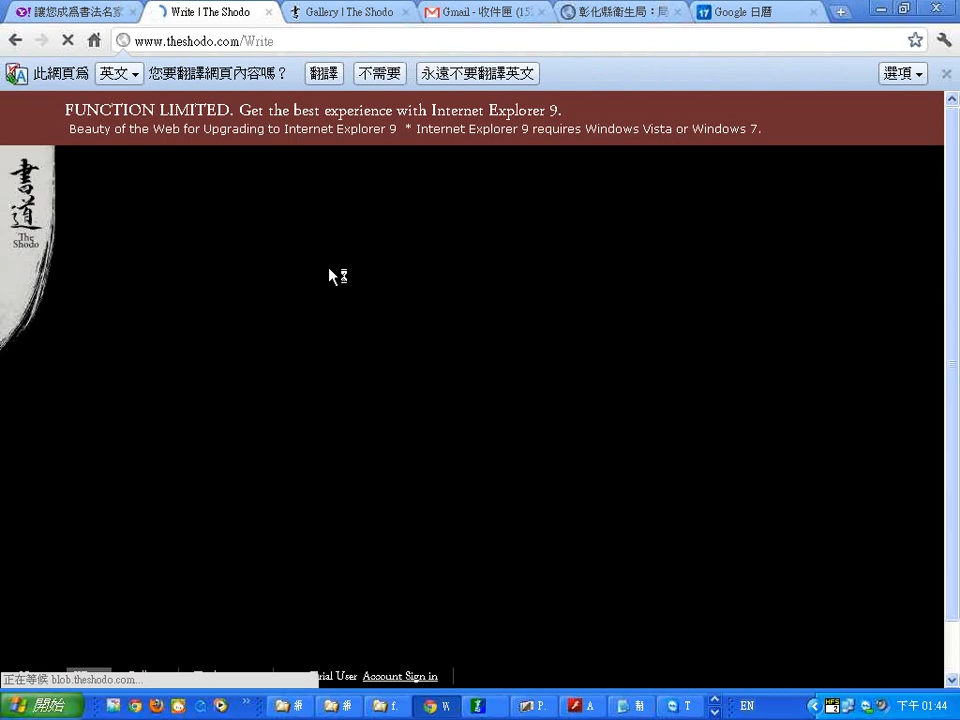 讓您成為書法名家
Write | The Shodo
Gallery | The Shodo
Gmail - 收件匣 (15
彰化縣衛生局：局
17 Google 日曆
www.theshodo.com/Write
此網頁為 英文 您要翻譯網頁內容嗎？ 翻譯 不需要 永遠不要翻譯英文 選項
FUNCTION LIMITED. Get the best experience with Internet Explorer 9.
Beauty of the Web for Upgrading to Internet Explorer 9 * Internet Explorer 9 requires Windows Vista or Windows 7.
書道
The
Shodo
Trial User Account Sign in
正在等候 blob.theshodo.com...
開始
W
P.
A
T
EN
下午 01:44